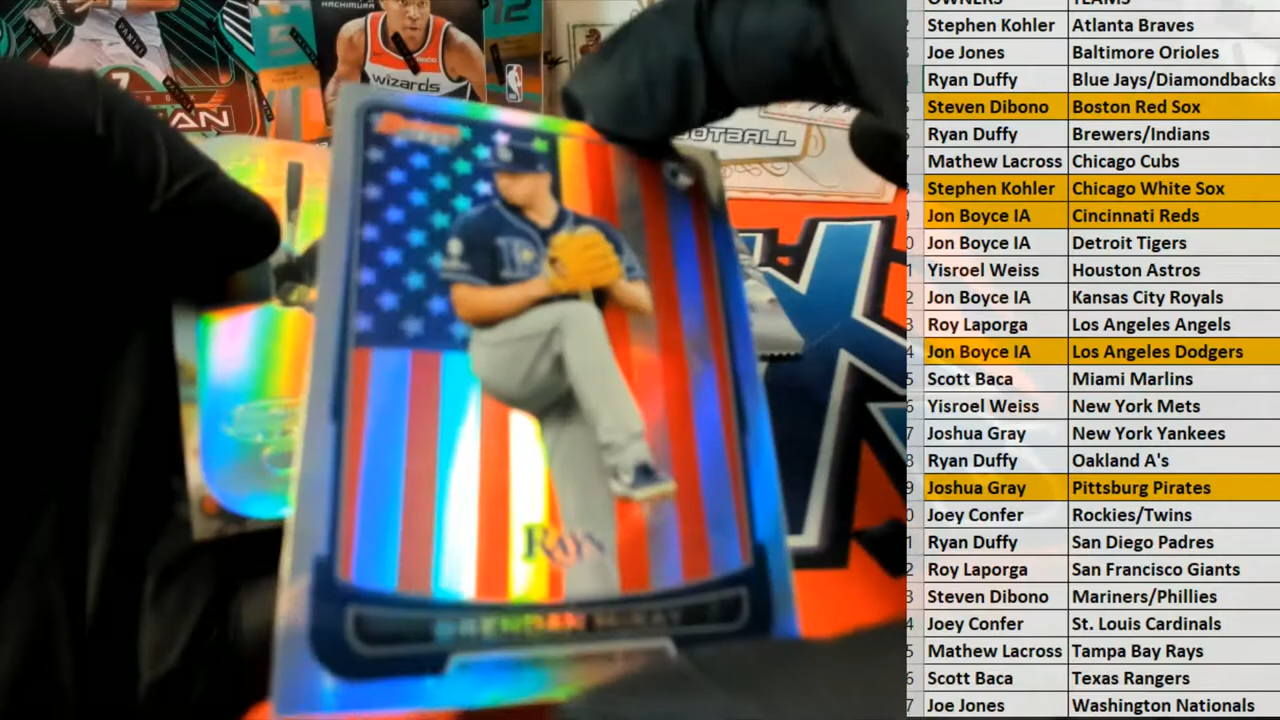 HACHIMURA
12
wizards
7
PANINI
FOOTBALL
Bowman
Rays
BRENDAN McKAY
OWNERS TEAMS
Stephen Kohler Atlanta Braves
Joe Jones Baltimore Orioles
Ryan Duffy Blue Jays/Diamondbacks
Steven Dibono Boston Red Sox
Ryan Duffy Brewers/Indians
Mathew Lacross Chicago Cubs
Stephen Kohler Chicago White Sox
Jon Boyce IA Cincinnati Reds
Jon Boyce IA Detroit Tigers
Yisroel Weiss Houston Astros
Jon Boyce IA Kansas City Royals
Roy Laporga Los Angeles Angels
Jon Boyce IA Los Angeles Dodgers
Scott Baca Miami Marlins
Yisroel Weiss New York Mets
Joshua Gray New York Yankees
Ryan Duffy Oakland A's
Joshua Gray Pittsburg Pirates
Joey Confer Rockies/Twins
Ryan Duffy San Diego Padres
Roy Laporga San Francisco Giants
Steven Dibono Mariners/Phillies
Joey Confer St. Louis Cardinals
Mathew Lacross Tampa Bay Rays
Scott Baca Texas Rangers
Joe Jones Washington Nationals